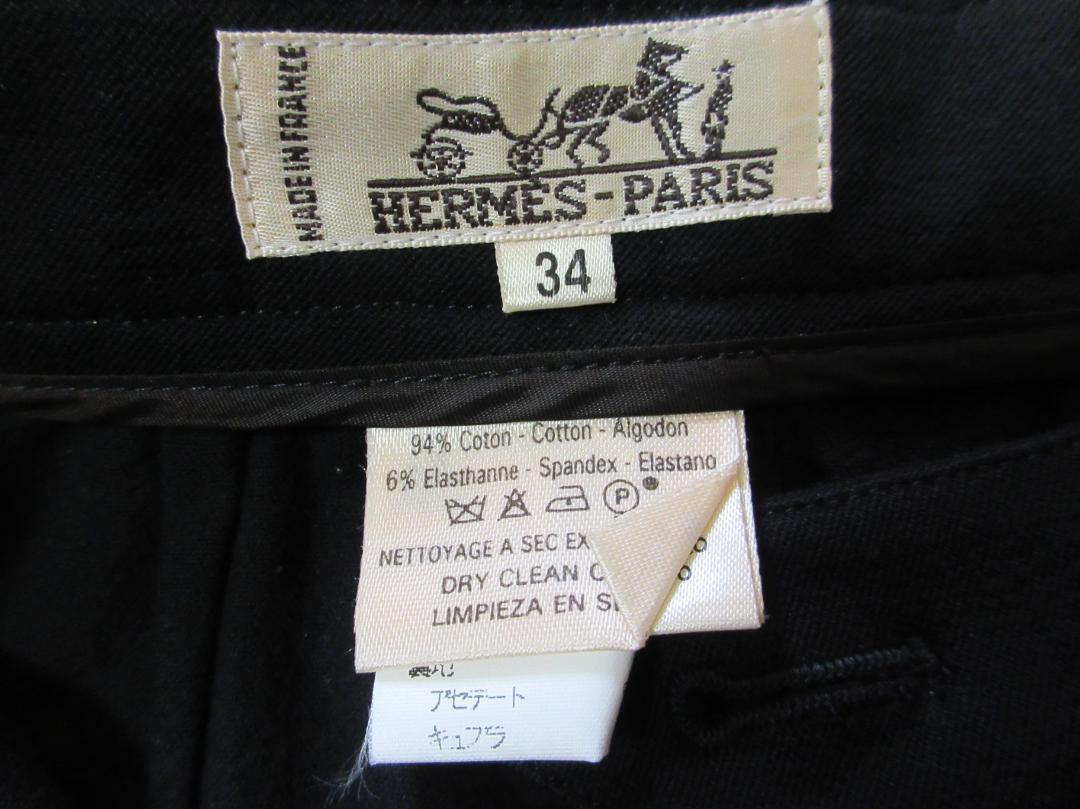 MADE IN FRANCE
HERMÈS-PARIS
34
94% Coton - Cotton - Algodon
6% Elasthanne - Spandex - Elastano
P
NETTOYAGE A SEC EX
DRY CLEAN
LIMPIEZA EN
アセテート
キュプラ